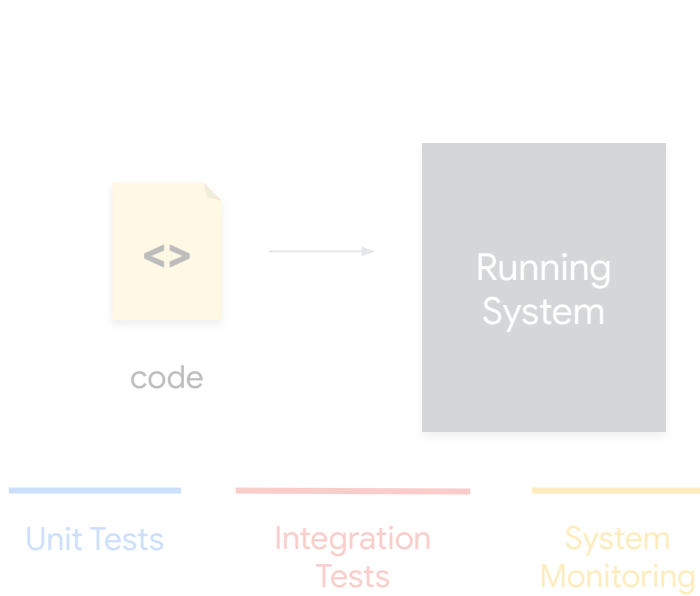 <>
code
Running
System
Unit Tests
Integration
Tests
System
Monitoring